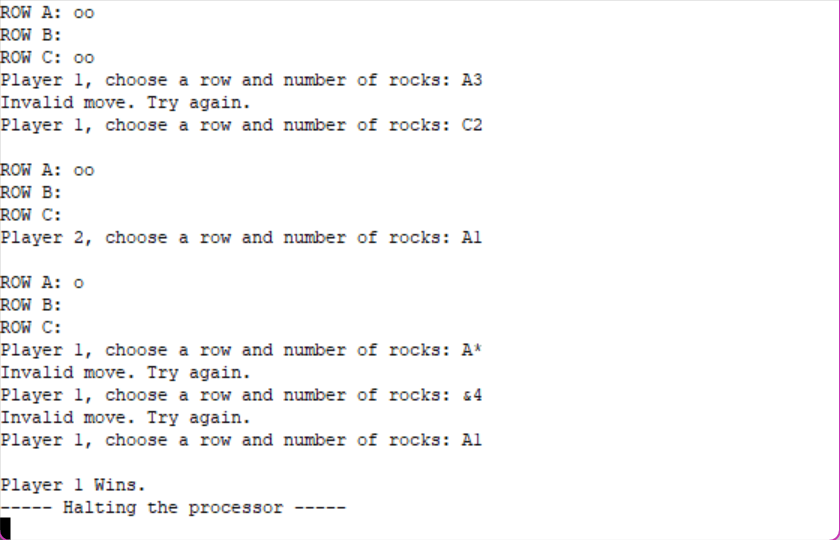 ROW A: oo
ROW B:
ROW C: oo
Player 1, choose a row and number of rocks: A3
Invalid move. Try again.
Player 1, choose a row and number of rocks: C2
ROW A: oo
ROW B:
ROW C:
Player 2, choose a row and number of rocks: A1
ROW A: o
ROW B:
ROW C:
Player 1, choose a row and number of rocks: A*
Invalid move. Try again.
Player 1, choose a row and number of rocks: &4
Invalid move. Try again.
Player 1, choose a row and number of rocks: A1
Player 1 Wins.
----- Halting the processor -----